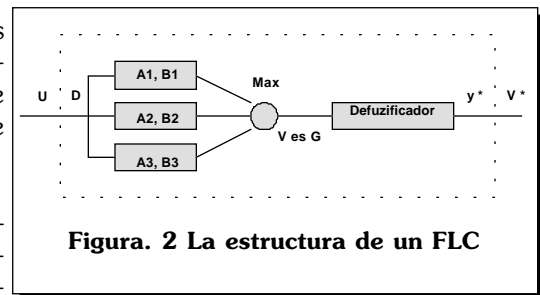 A1, B1
Max
U D A2, B2 Defuzificador y* V*
V es G
A3, B3
Figura. 2 La estructura de un FLC